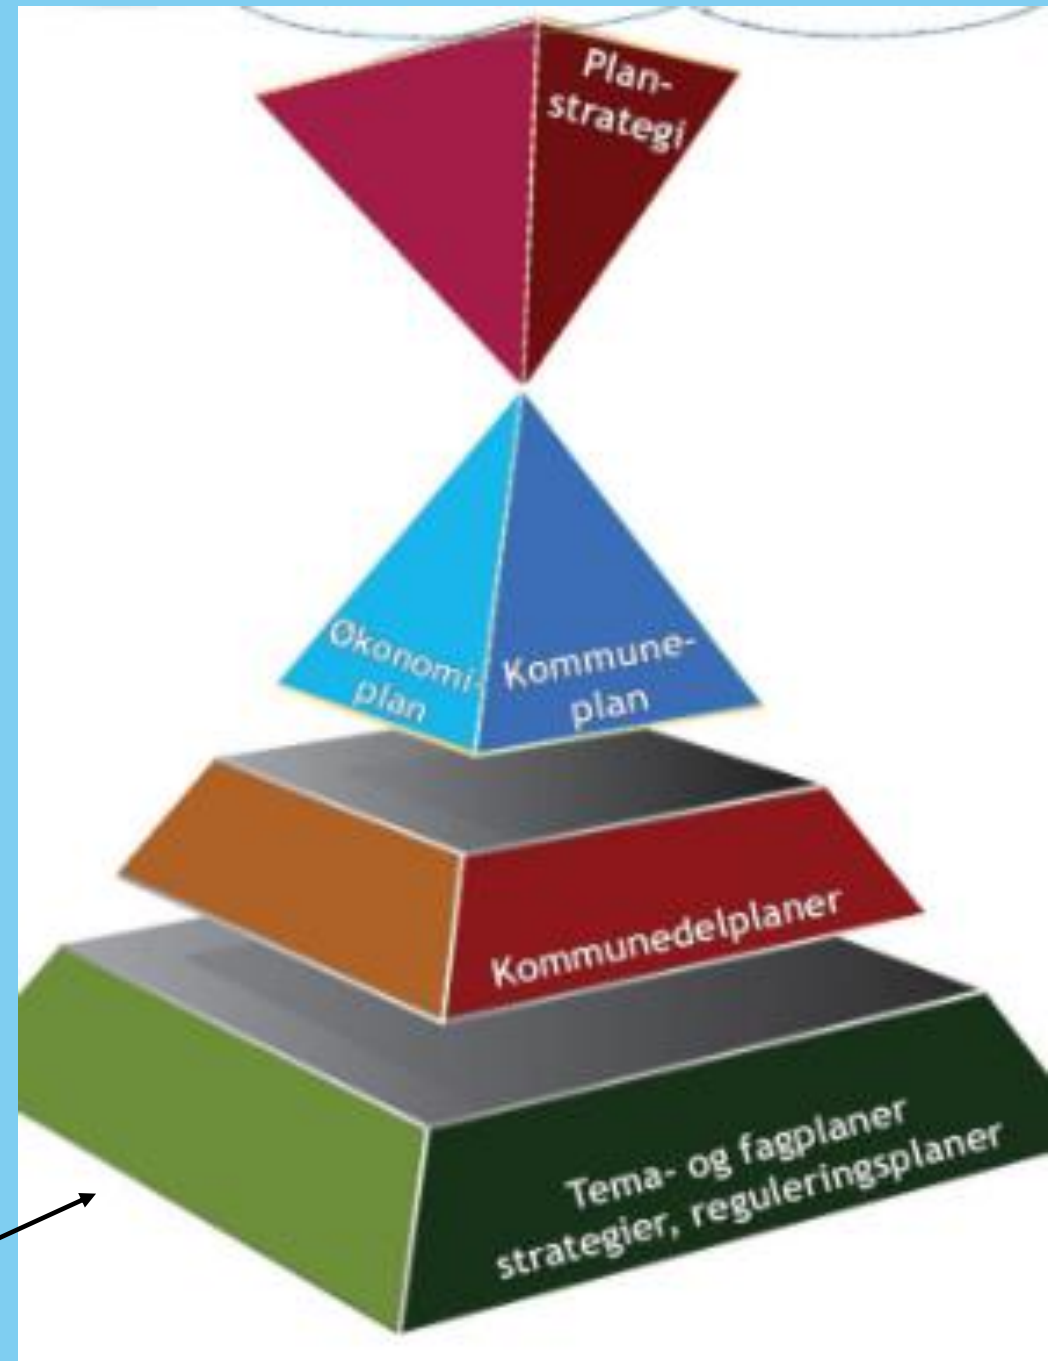 Plan-
strategi
Økonomi-
plan
Kommune-
plan
Kommunedelplaner
Tema- og fagplaner
strategier, reguleringsplaner